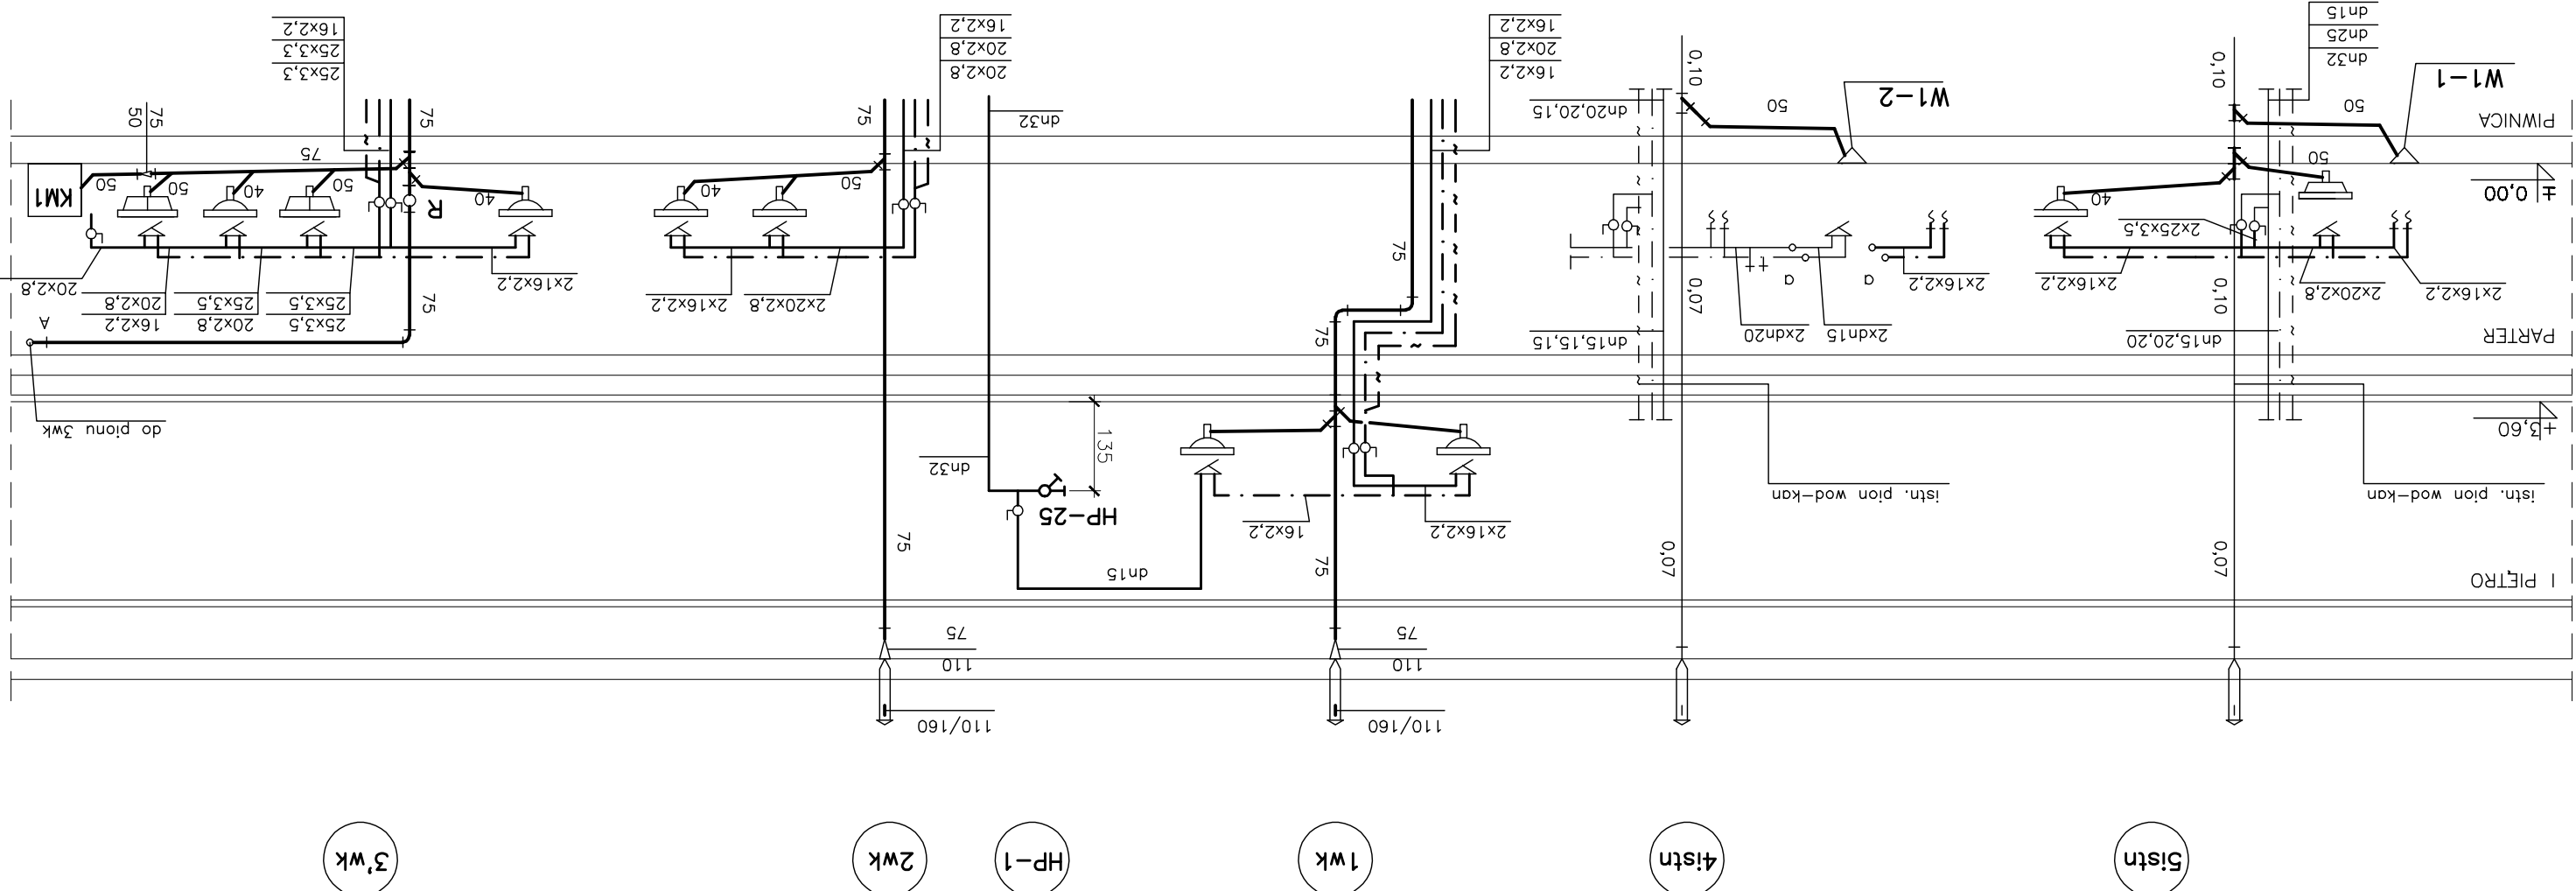 5istn
4istn
1wk
HP-1
2wk
3'wk
110/160
110/160
110
75
110
75
I PIĘTRO
0,07
0,07
75
dn15
75
2x16x2,2
16x2,2
HP-25
istn. pion wod-kan
istn. pion wod-kan
dn32
135
+3,60
do pionu 3wk
PARTER
dn15,20,20
2xdn15
2xdn20
dn15,15,15
75
A
2x16x2,2
2x20x2,8
0,10
2x16x2,2
2x16x2,2
a
a
0,07
75
2x20x2,8
2x16x2,2
75
2x16x2,2
25x3,5
25x3,5
20x2,8
25x3,5
16x2,2
20x2,8
20x2,8
2x25x3,5
± 0,00
50
40
50
40
40
R
50
40
50
50
KM1
75
PIWNICA
50
W1-1
0,10
W1-2
50
0,10
dn20,20,15
dn32
75
75
75
50
dn32
dn25
dn15
16x2,2
20x2,8
16x2,2
20x2,8
20x2,8
16x2,2
25x3,3
25x3,3
16x2,2